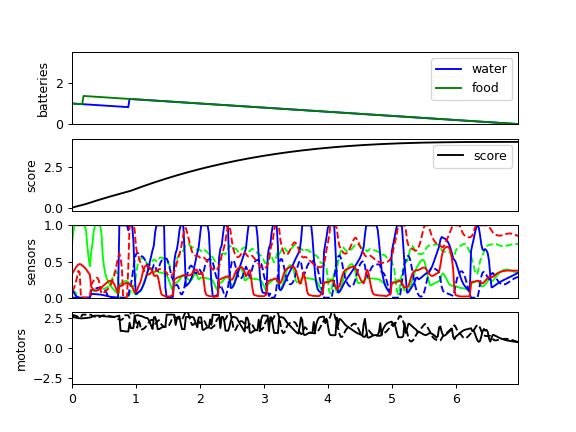 batteries
2
0
water
food
score
2.5
0.0
score
sensors
1.0
0.5
0.0
motors
2.5
0.0
−2.5
0 1 2 3 4 5 6